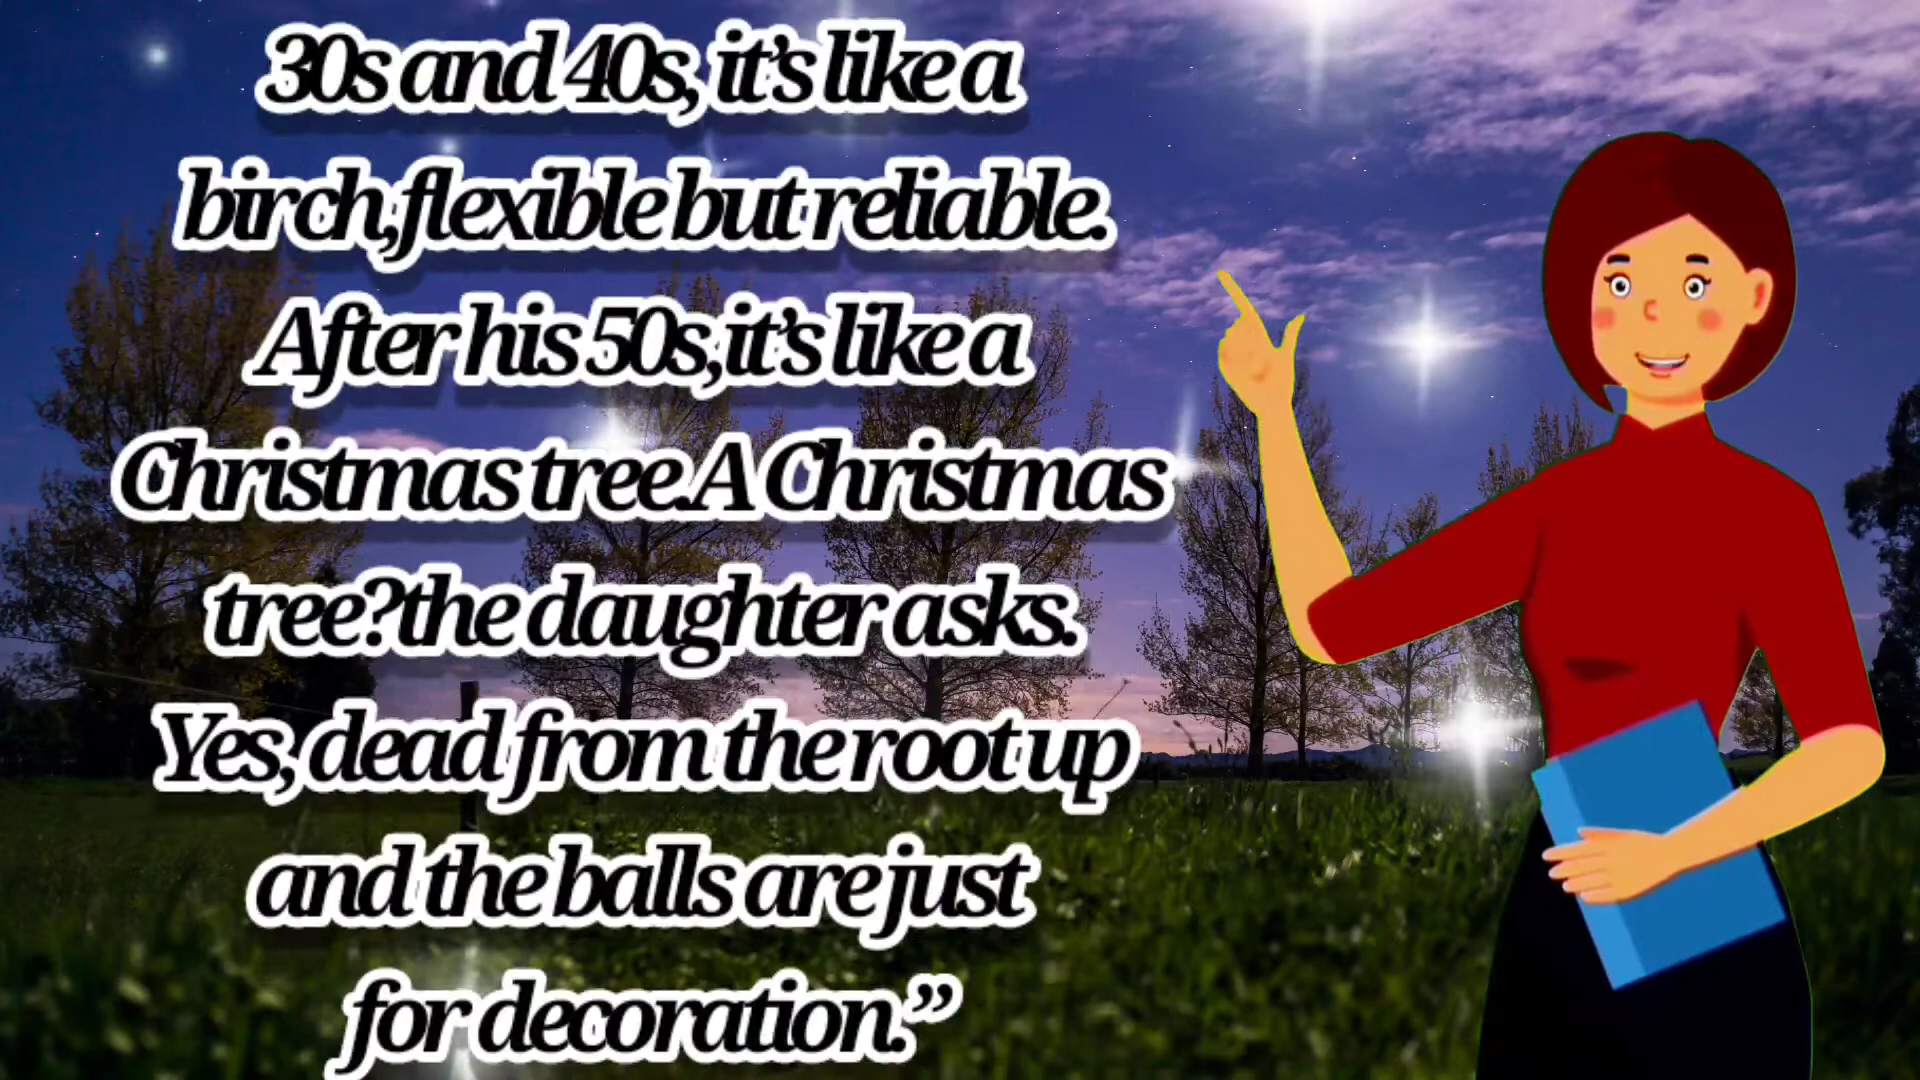 30s and 40s, it's like a
birch, flexible but reliable.
After his 50s, it's like a
Christmas tree. A Christmas
tree? the daughter asks.
Yes, dead from the root up
and the balls are just
for decoration.”